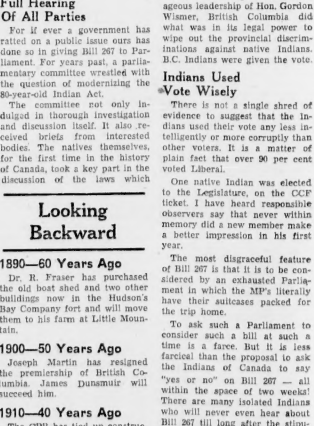 Full Hearing
Of All Parties
For if ever a government has
ratted on a public issue ours has
done so in giving Bill 267 to Par-
liament. For years past, a parlia-
mentary committee wrestled with
the question of modernizing the
80-year-old Indian Act.
The committee not only in-
dulged in thorough investigation
and discussion itself. It also re-
ceived briefs from interested
bodies. The natives themselves,
for the first time in the history
of Canada, took a key part in the
discussion of the laws which
Looking
Backward
1890—60 Years Ago
Dr. R. Fraser has purchased
the old boat shed and two other
buildings now in the Hudson's
Bay Company fort and will move
them to his farm at Little Moun-
tain.
1900—50 Years Ago
Joseph Martin has resigned
the premiership of British Co-
lumbia. James Dunsmuir will
succeed him.
1910—40 Years Ago
The CPR has tied up construc-
ageous leadership of Hon. Gordon
Wismer, British Columbia did
what was in its legal power to
wipe out the provincial discrim-
inations against native Indians.
B.C. Indians were given the vote.
Indians Used
Vote Wisely
There is not a single shred of
evidence to suggest that the In-
dians used their vote any less in-
telligently or more corruptly than
other voters. It is a matter of
plain fact that over 90 per cent
voted Liberal.
One native Indian was elected
to the Legislature, on the CCF
ticket. I have heard responsible
observers say that never within
memory did a new member make
a better impression in his first
year.
The most disgraceful feature
of Bill 267 is that it is to be con-
sidered by an exhausted Parlia-
ment in which the MP's literally
have their suitcases packed for
the trip home.
To ask such a Parliament to
consider such a bill at such a
time is a farce. But it is less
farcical than the proposal to ask
the Indians of Canada to say
"yes or no" on Bill 267 — all
within the space of two weeks!
There are many isolated Indians
who will never even hear about
Bill 267 till long after the stipu-